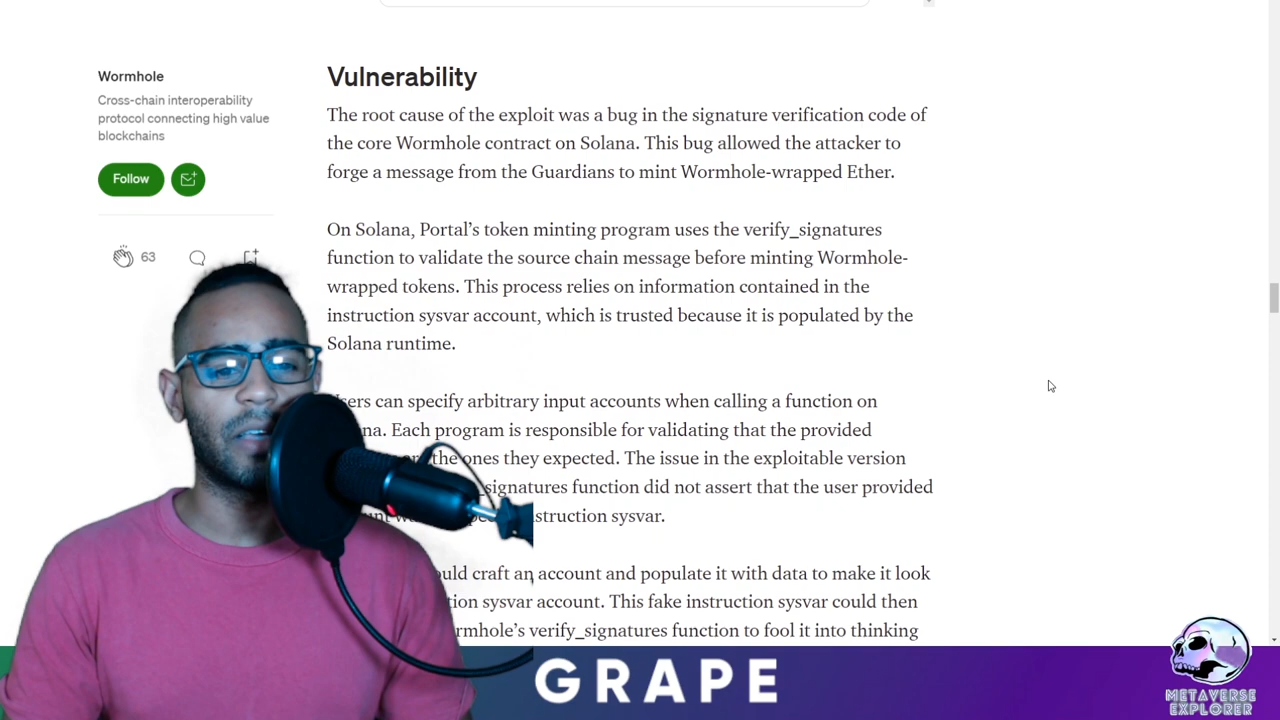 Wormhole
Cross-chain interoperability
protocol connecting high value
blockchains
Follow
63
Vulnerability
The root cause of the exploit was a bug in the signature verification code of
the core Wormhole contract on Solana. This bug allowed the attacker to
forge a message from the Guardians to mint Wormhole-wrapped Ether.
On Solana, Portal’s token minting program uses the verify_signatures
function to validate the source chain message before minting Wormhole-
wrapped tokens. This process relies on information contained in the
instruction sysvar account, which is trusted because it is populated by the
Solana runtime.
sers can specify arbitrary input accounts when calling a function on
na. Each program is responsible for validating that the provided
the ones they expected. The issue in the exploitable version
_signatures function did not assert that the user provided
struction sysvar.
uld craft an account and populate it with data to make it look
tion sysvar account. This fake instruction sysvar could then
rmhole’s verify_signatures function to fool it into thinking
GRAPE
METAVERSE
EXPLORER